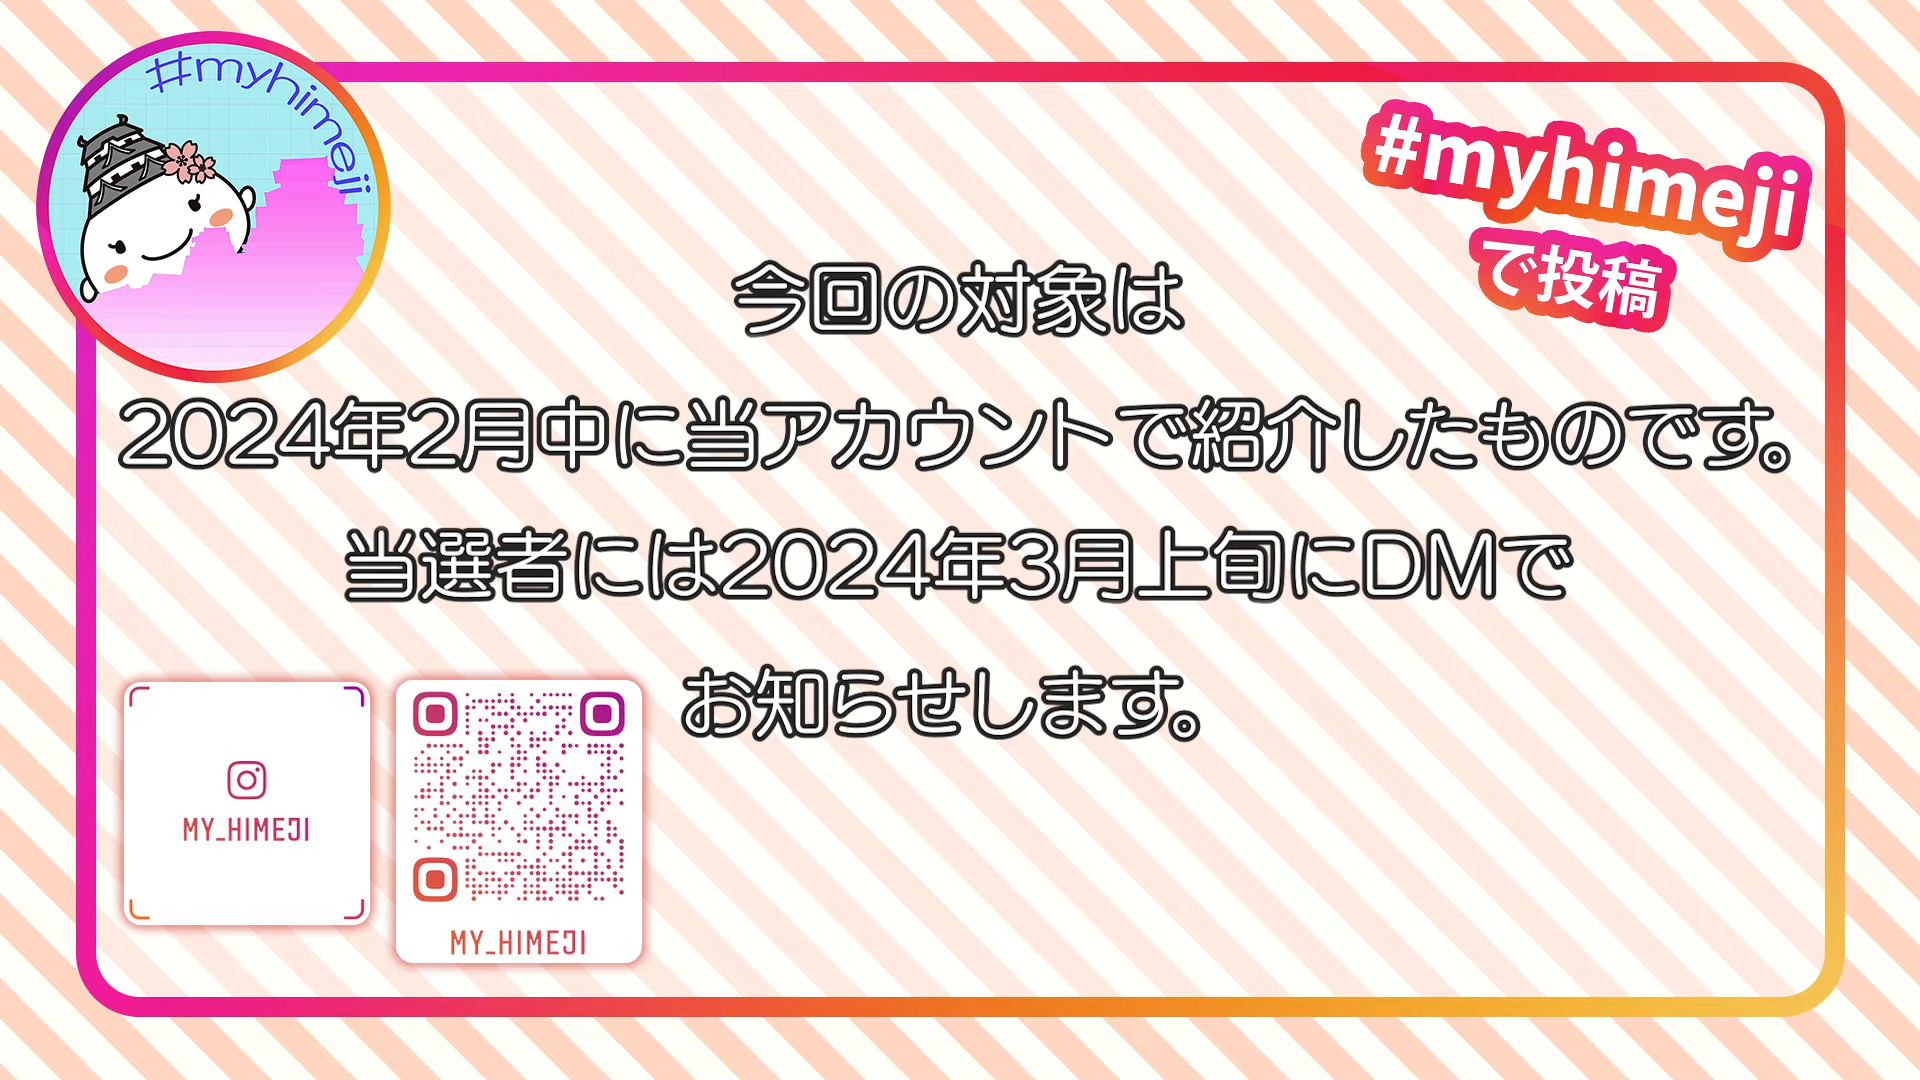 #myhimeji
#myhimeji
で投稿
今回の対象は
2024年2月中に当アカウントで紹介したものです。
当選者には2024年3月上旬にDMで
お知らせします。
MY_HIMEJI
MY_HIMEJI